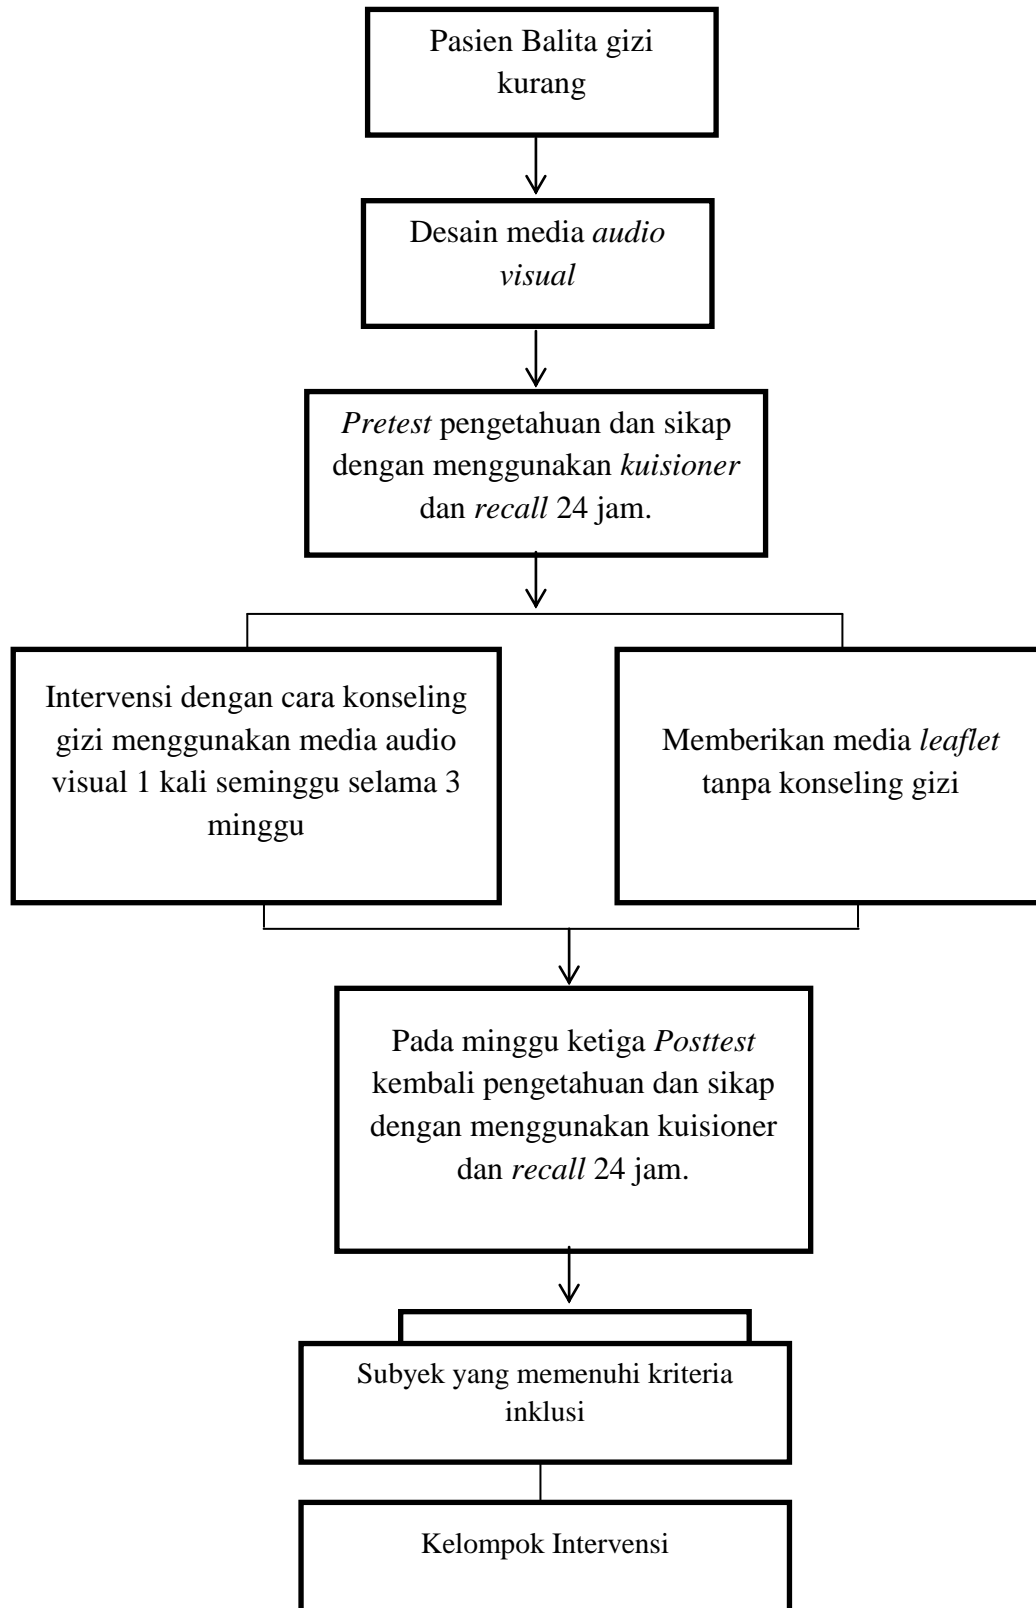 Pasien Balita gizi
kurang
Desain media audio
visual
Pretest pengetahuan dan sikap
dengan menggunakan kuisioner
dan recall 24 jam.
Intervensi dengan cara konseling
gizi menggunakan media audio
visual 1 kali seminggu selama 3
minggu
Memberikan media leaflet
tanpa konseling gizi
Pada minggu ketiga Posttest
kembali pengetahuan dan sikap
dengan menggunakan kuisioner
dan recall 24 jam.
Subyek yang memenuhi kriteria
inklusi
Kelompok Intervensi